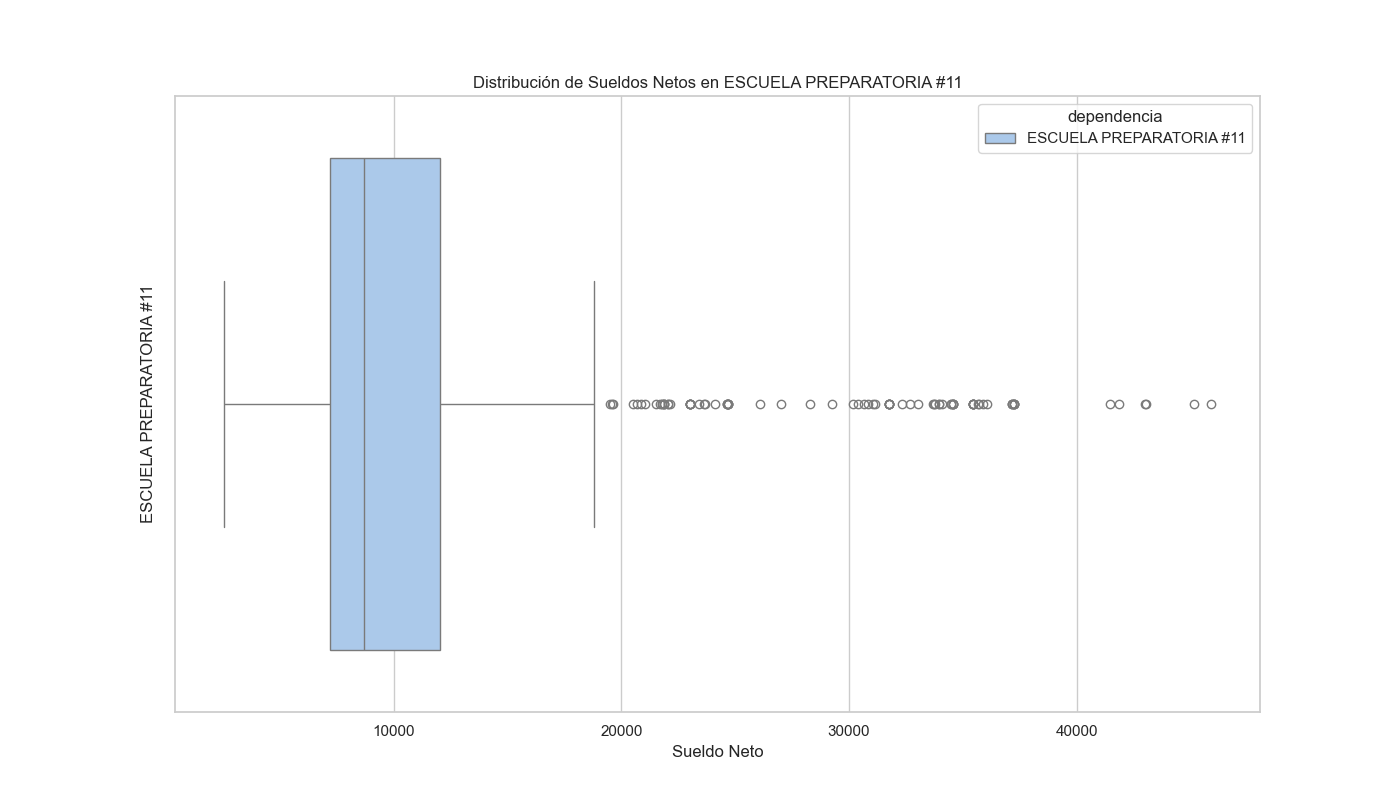 Distribución de Sueldos Netos en ESCUELA PREPARATORIA #11
dependencia
ESCUELA PREPARATORIA #11
ESCUELA PREPARATORIA #11
10000
20000
30000
40000
Sueldo Neto